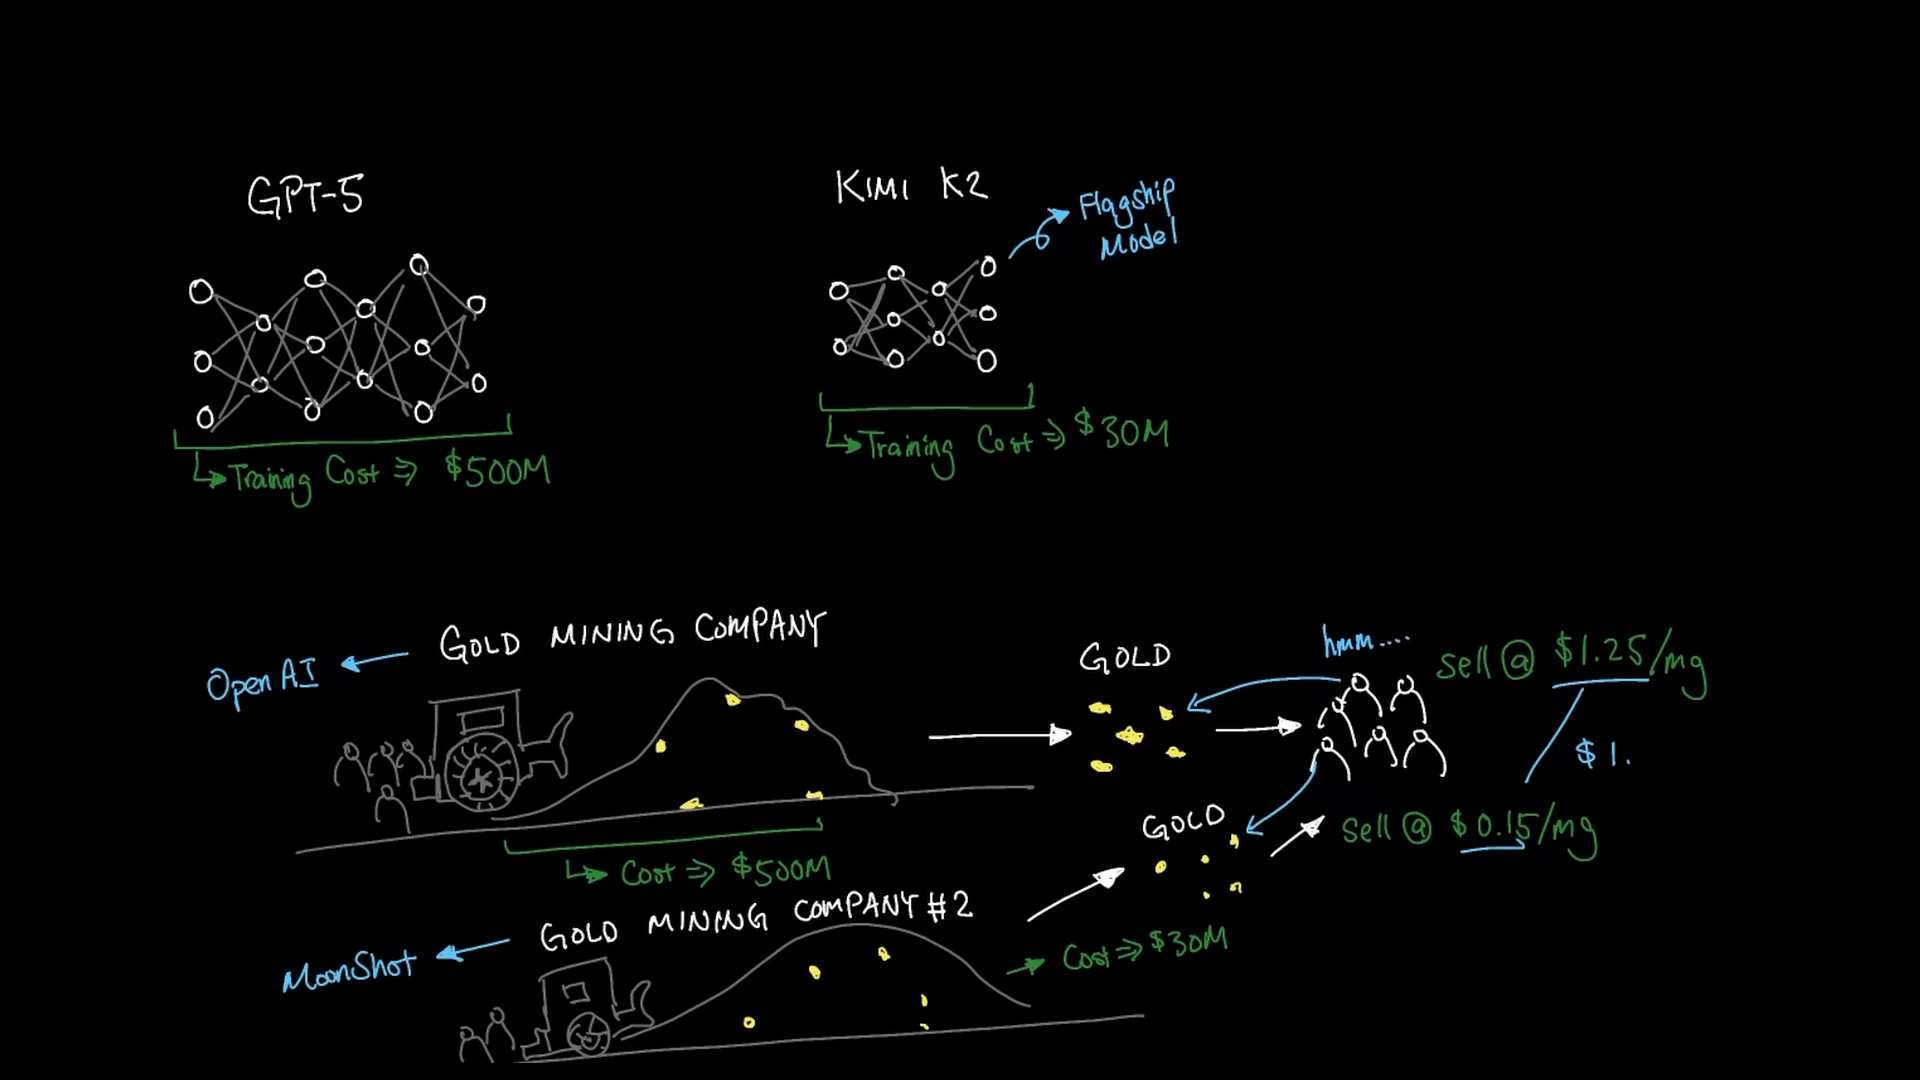 GPT-5
KIMI K2
Flagship
Model
Training Cost => $500M
Training Cost => $30M
GOLD MINING COMPANY
Open AI
GOLD
hmm....
Sell @ $1.25/mg
$1.
GOLD
Sell @ $0.15/mg
Cost => $500M
GOLD MINING COMPANY #2
MoonShot
Cost => $30M